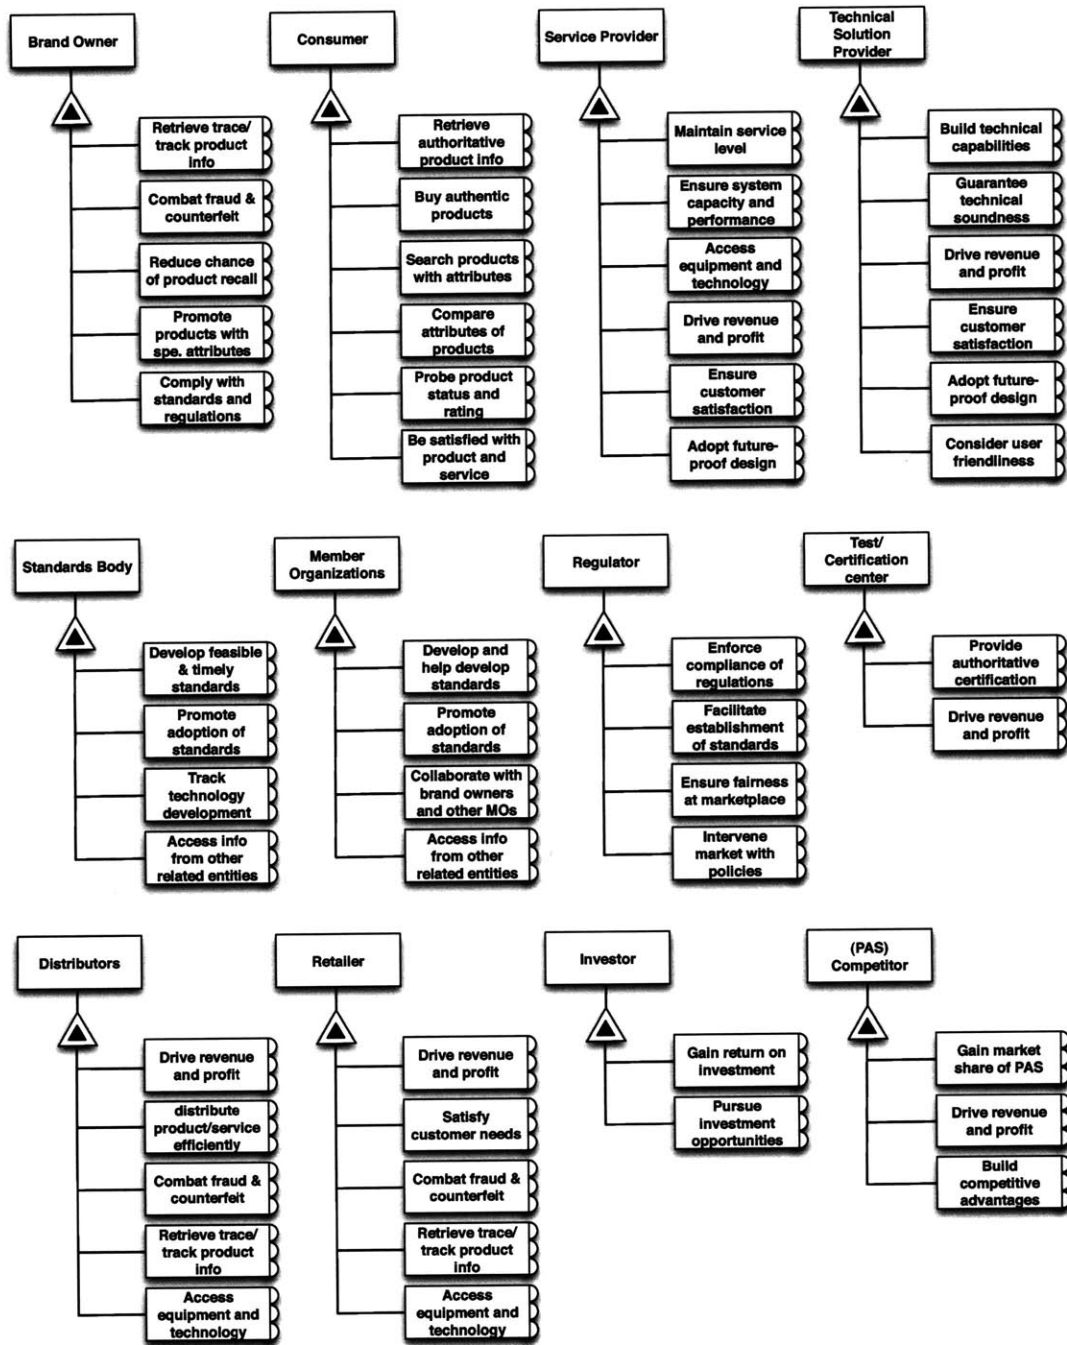 Brand Owner
Retrieve trace/
track product
info
Combat fraud &
counterfeit
Reduce chance
of product recall
Promote
products with
spe. attributes
Comply with
standards and
regulations
Consumer
Retrieve
authoritative
product info
Buy authentic
products
Search products
with attributes
Compare
attributes of
products
Probe product
status and
rating
Be satisfied with
product and
service
Service Provider
Maintain service
level
Ensure system
capacity and
performance
Access
equipment and
technology
Drive revenue
and profit
Ensure
customer
satisfaction
Adopt future-
proof design
Technical
Solution
Provider
Build technical
capabilities
Guarantee
technical
soundness
Drive revenue
and profit
Ensure
customer
satisfaction
Adopt future-
proof design
Consider user
friendliness
Standards Body
Develop feasible
& timely
standards
Promote
adoption of
standards
Track
technology
development
Access info
from other
related entities
Member
Organizations
Develop and
help develop
standards
Promote
adoption of
standards
Collaborate with
brand owners
and other MOs
Access info
from other
related entities
Regulator
Enforce
compliance of
regulations
Facilitate
establishment
of standards
Ensure fairness
at marketplace
Intervene
market with
policies
Test/
Certification
center
Provide
authoritative
certification
Drive revenue
and profit
Distributors
Drive revenue
and profit
distribute
product/service
efficiently
Combat fraud &
counterfeit
Retrieve trace/
track product
info
Access
equipment and
technology
Retailer
Drive revenue
and profit
Satisfy
customer needs
Combat fraud &
counterfeit
Retrieve trace/
track product
info
Access
equipment and
technology
Investor
Gain return on
investment
Pursue
investment
opportunities
(PAS)
Competitor
Gain market
share of PAS
Drive revenue
and profit
Build
competitive
advantages